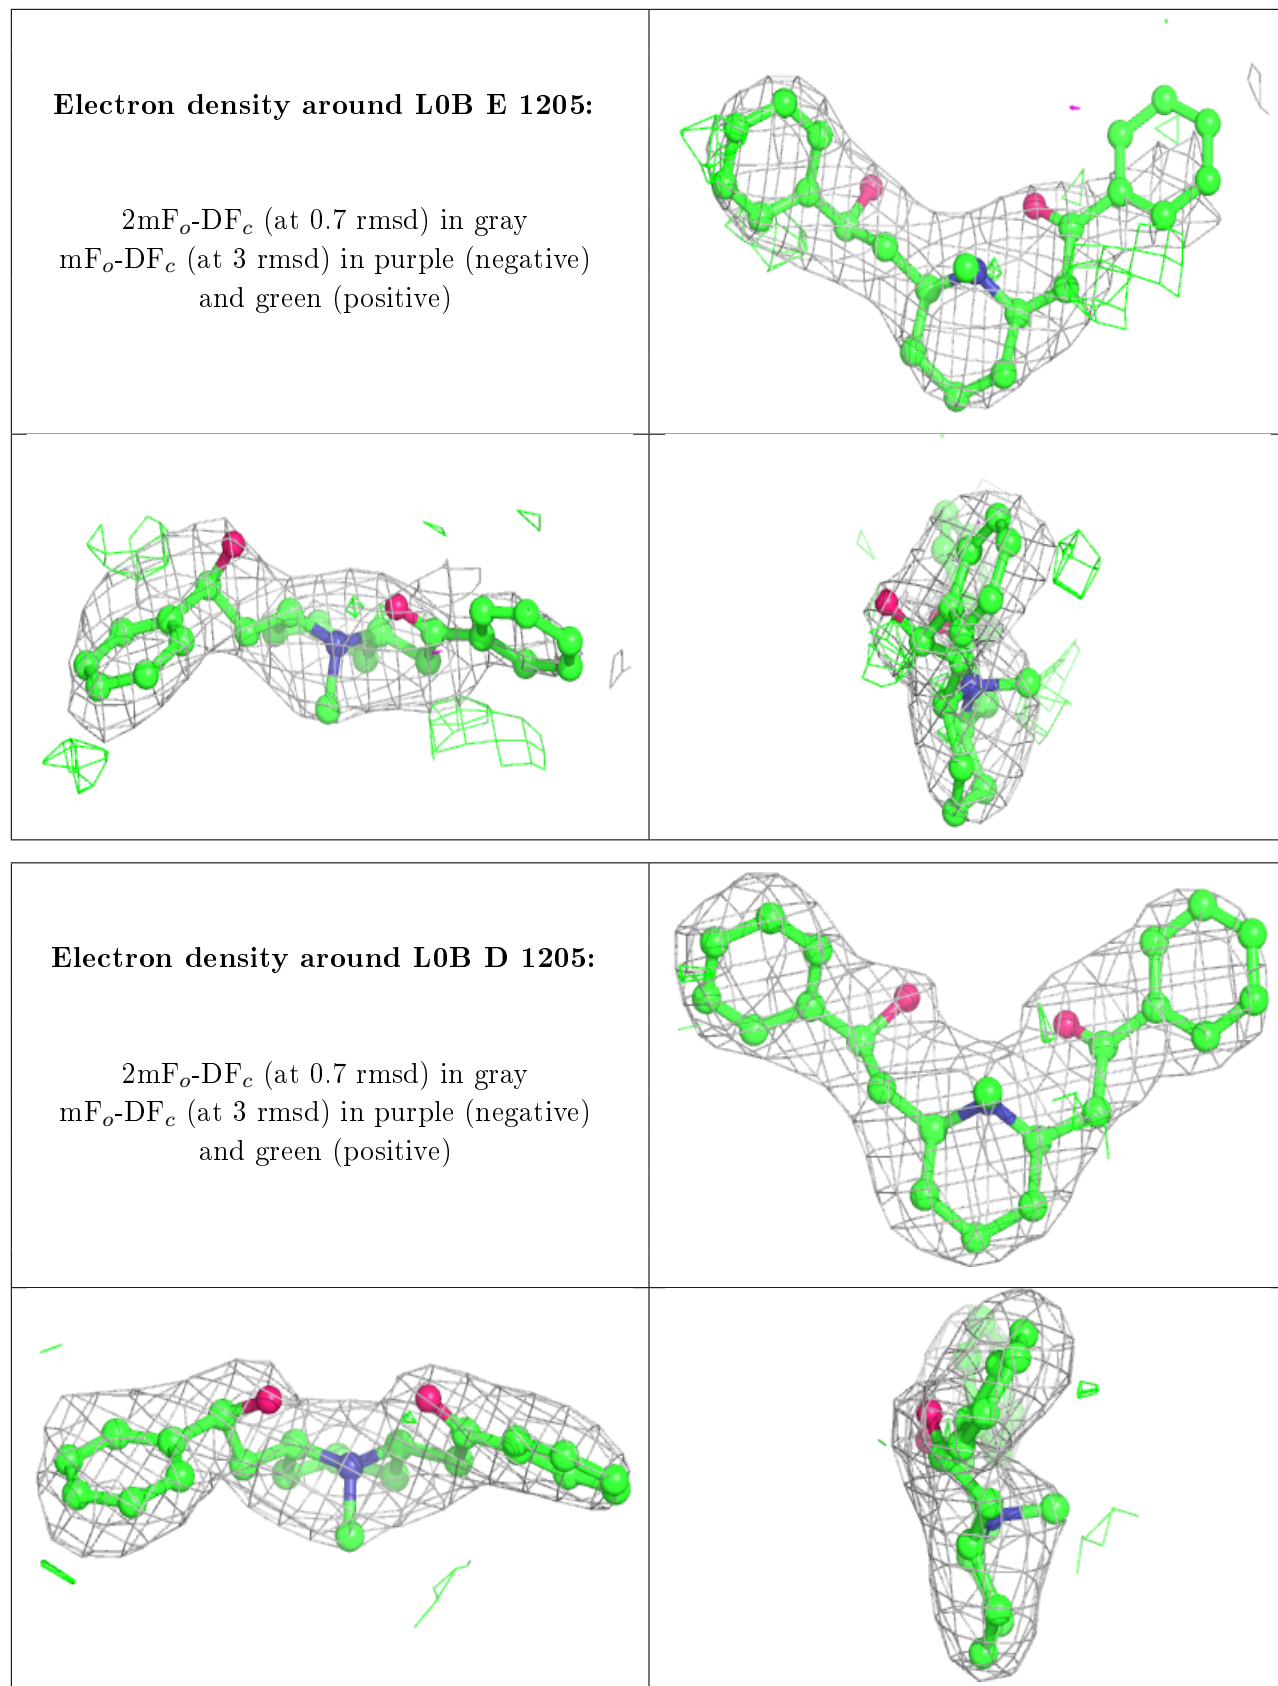 Electron density around L0B E 1205:
2mFo-DFc (at 0.7 rmsd) in gray
mFo-DFc (at 3 rmsd) in purple (negative)
and green (positive)
Electron density around L0B D 1205:
2mFo-DFc (at 0.7 rmsd) in gray
mFo-DFc (at 3 rmsd) in purple (negative)
and green (positive)